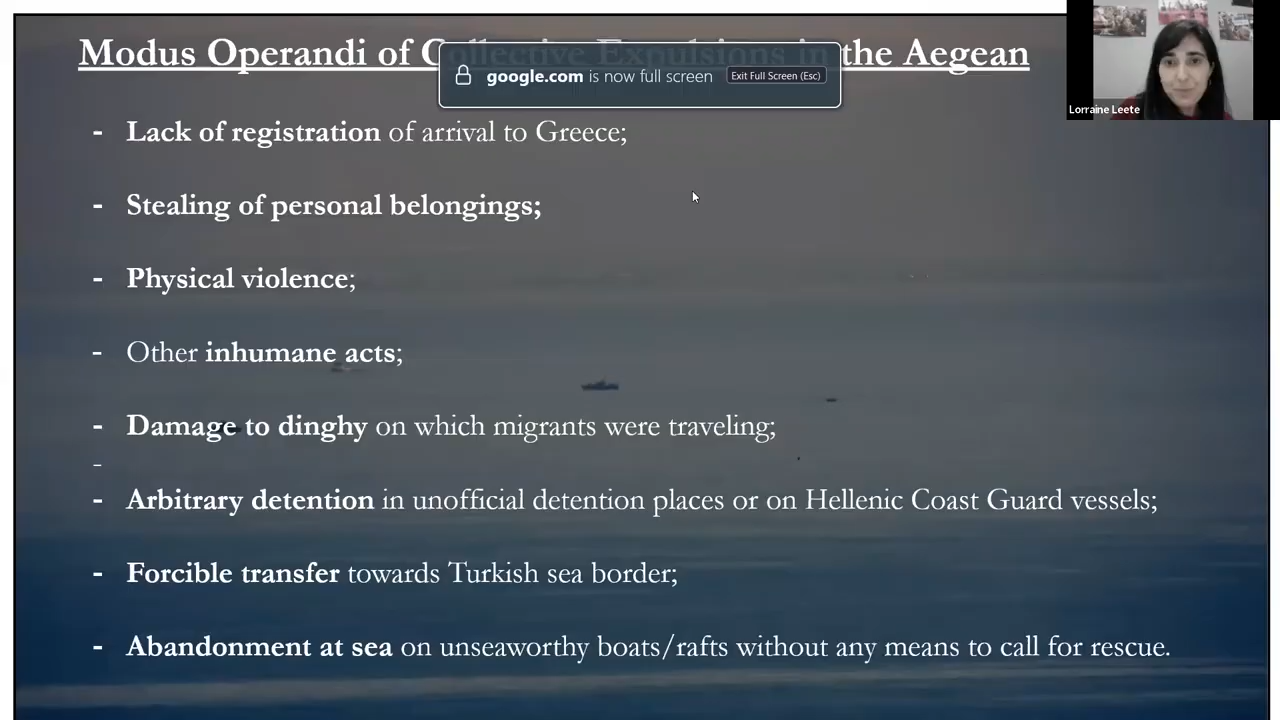 Modus Operandi of Collective Expulsions in the Aegean
google.com is now full screen Exit Full Screen (Esc)
Lorraine Leete
- Lack of registration of arrival to Greece;
- Stealing of personal belongings;
- Physical violence;
- Other inhumane acts;
- Damage to dinghy on which migrants were traveling;
-
- Arbitrary detention in unofficial detention places or on Hellenic Coast Guard vessels;
- Forcible transfer towards Turkish sea border;
- Abandonment at sea on unseaworthy boats/rafts without any means to call for rescue.